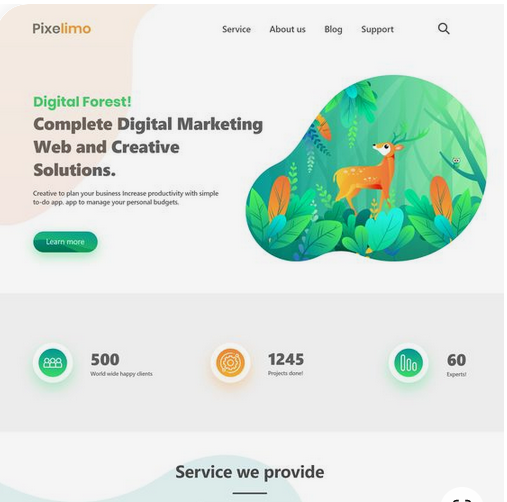 Pixelimo
Service About us Blog Support
Digital Forest!
Complete Digital Marketing
Web and Creative
Solutions.
Creative to plan your business Increase productivity with simple
to-do app. app to manage your personal budgets.
Learn more
500
World wide happy clients
1245
Projects done!
60
Experts!
Service we provide